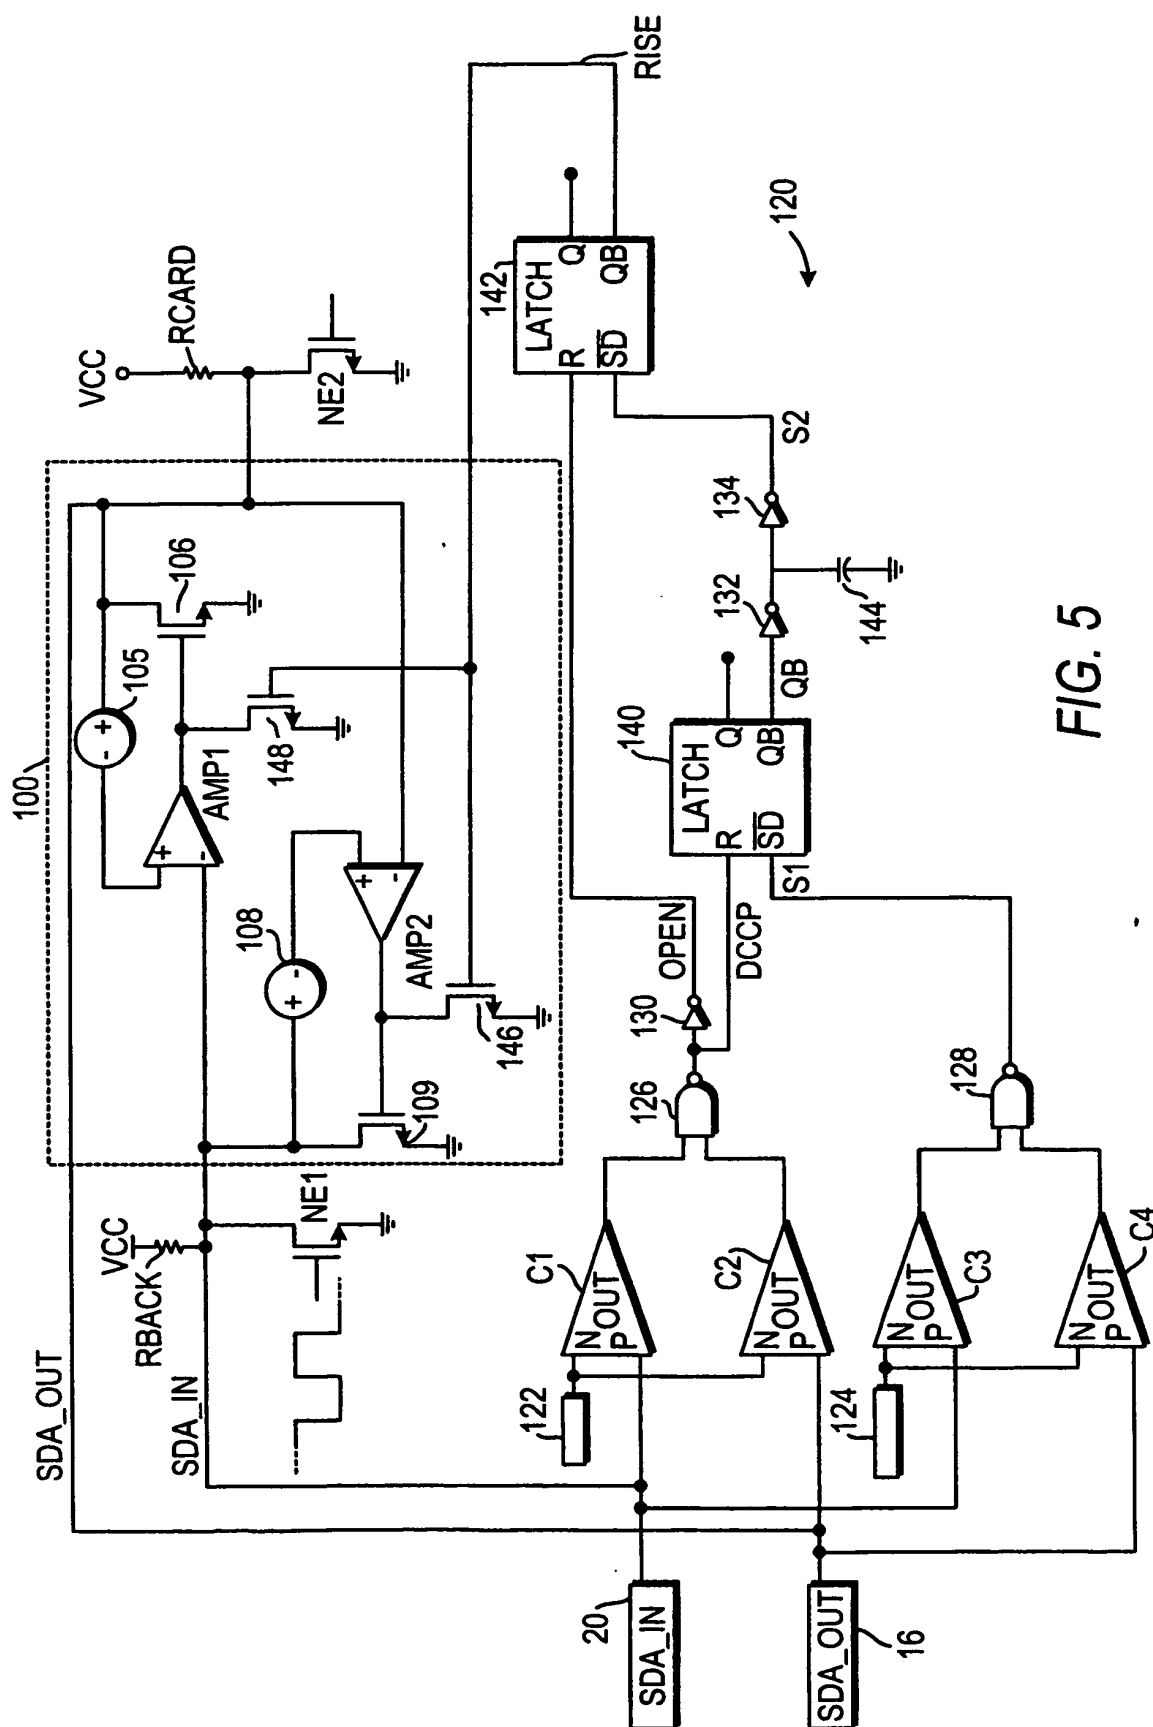 SDA_OUT
100
VCC
RBACK
SDA_IN
NE1
105
+
-
106
+
-
AMP1
148
108
+
-
+
-
AMP2
146
109
VCC
RCARD
NE2
RISE
20
SDA_IN
16
SDA_OUT
122
124
C1
N
P
OUT
C2
N
P
OUT
C3
N
P
OUT
C4
N
P
OUT
126
128
130
OPEN
DCCP
S1
140
LATCH
R
SD
Q
QB
QB
132
134
144
S2
142
LATCH
R
SD
Q
QB
120
FIG. 5